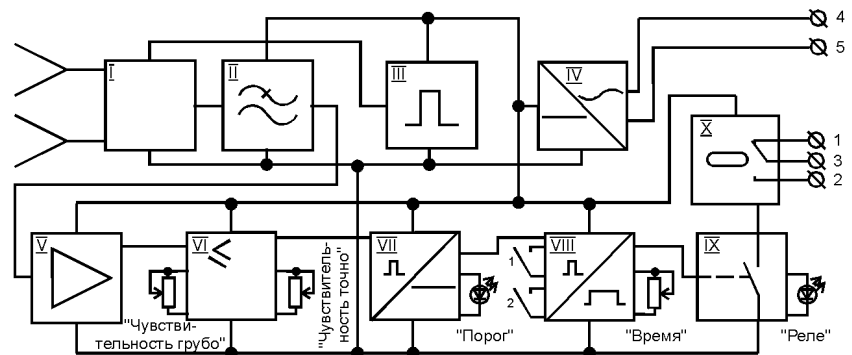 I
II
III
IV
4
5
X
1
3
2
V
VI
VII
VIII
IX
1
2
"Чувстви-
тельность грубо"
"Чувствитель-
ность точно"
"Порог"
"Время"
"Реле"